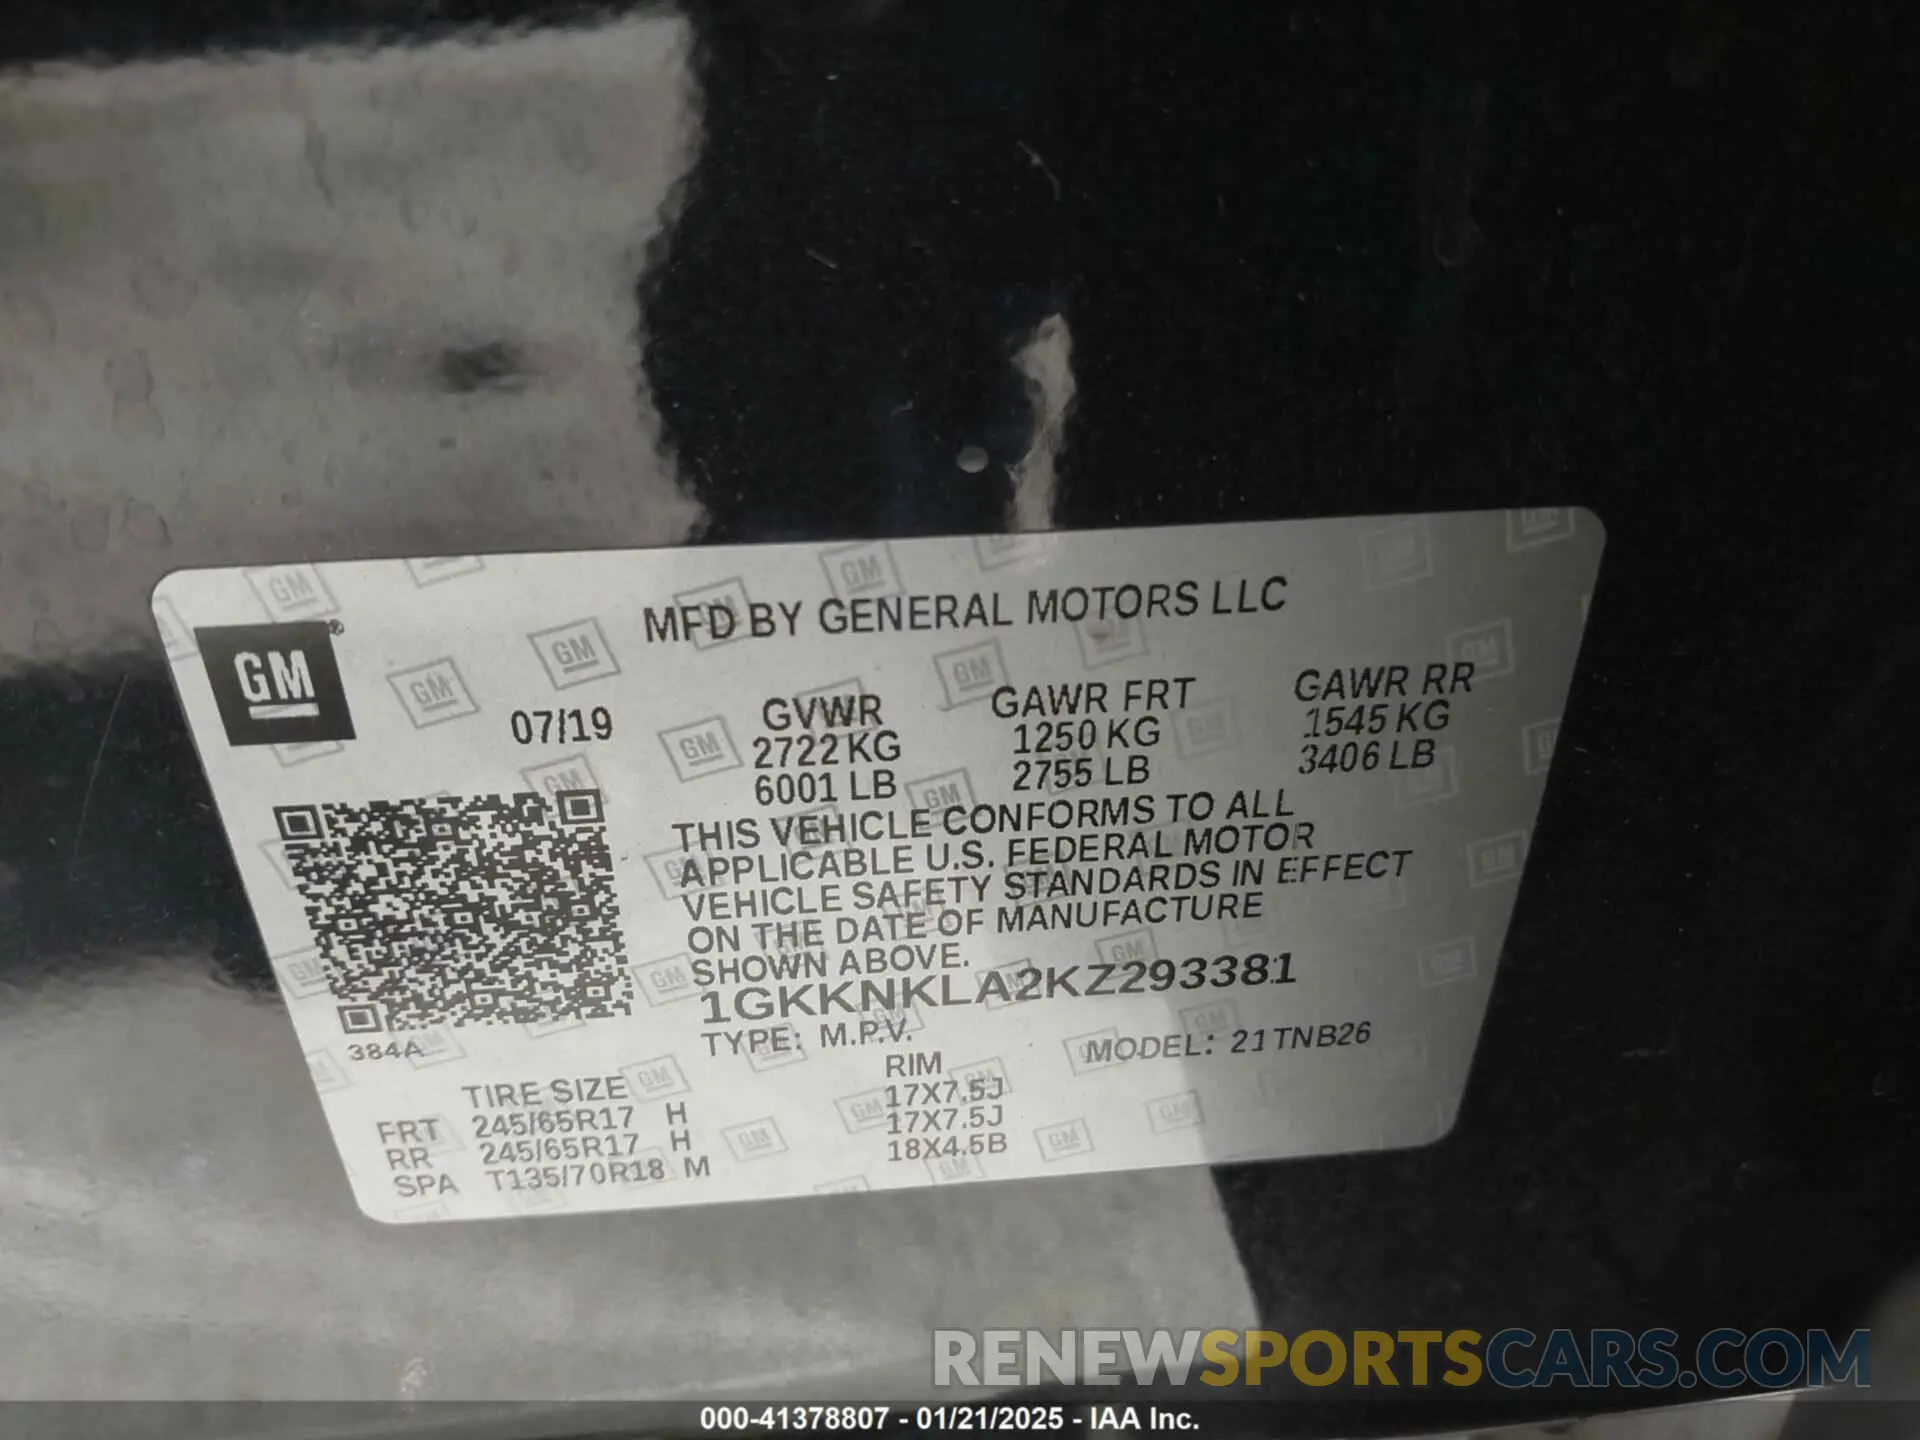 MFD BY GENERAL MOTORS LLC
GM
®
07/19
GVWR
2722 KG
6001 LB
GAWR FRT
1250 KG
2755 LB
GAWR RR
1545 KG
3406 LB
THIS VEHICLE CONFORMS TO ALL
APPLICABLE U.S. FEDERAL MOTOR
VEHICLE SAFETY STANDARDS IN EFFECT
ON THE DATE OF MANUFACTURE
SHOWN ABOVE.
1GKKNKLA2KZ293381
TYPE: M.P.V.
MODEL: 21TNB26
384A
TIRE SIZE RIM
FRT 245/65R17 H 17X7.5J
RR 245/65R17 H 17X7.5J
SPA T135/70R18 M 18X4.5B
RENEWSPORTSCARS.COM
000-41378807 - 01/21/2025 - IAA Inc.